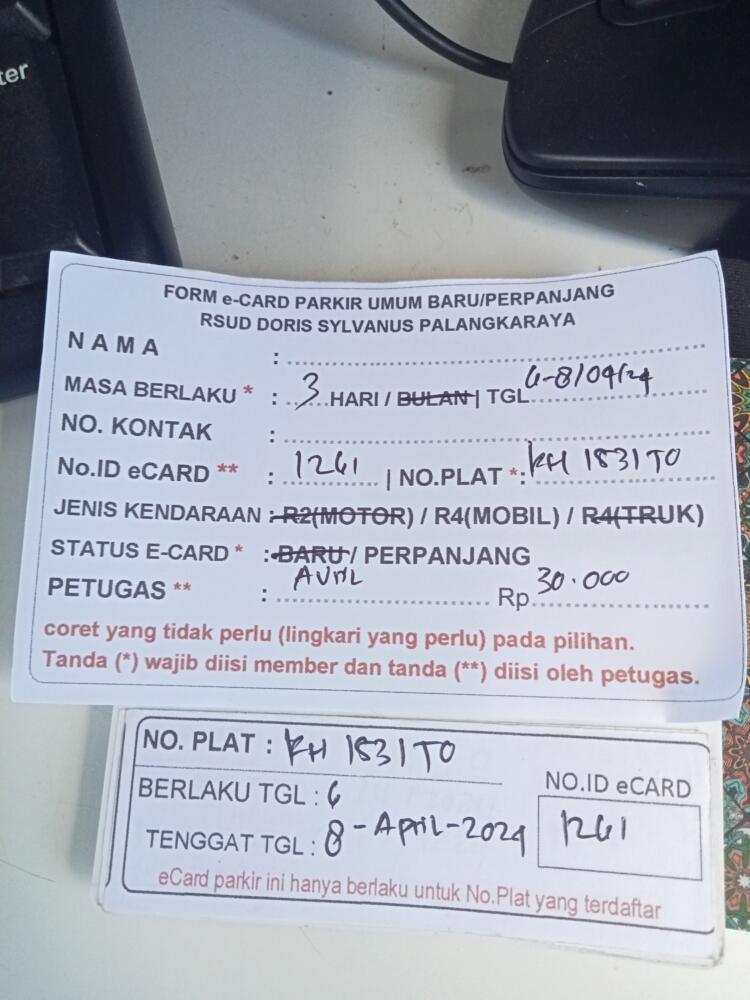 ter
FORM e-CARD PARKIR UMUM BARU/PERPANJANG
RSUD DORIS SYLVANUS PALANGKARAYA
NAMA :
MASA BERLAKU * : 3 HARI / BULAN | TGL 6-8/04/24
NO. KONTAK :
No.ID eCARD ** : 1261 | NO.PLAT *: KH 1831 TO
JENIS KENDARAAN : R2(MOTOR) / R4(MOBIL) / R4(TRUK)
STATUS E-CARD * : BARU / PERPANJANG
PETUGAS ** : AVRIL Rp 30.000
coret yang tidak perlu (lingkari yang perlu) pada pilihan.
Tanda (*) wajib diisi member dan tanda (**) diisi oleh petugas.
NO. PLAT : KH 1831 TO
BERLAKU TGL : 6
TENGGAT TGL : 8 - April - 2024
NO.ID eCARD
1261
eCard parkir ini hanya berlaku untuk No.Plat yang terdaftar